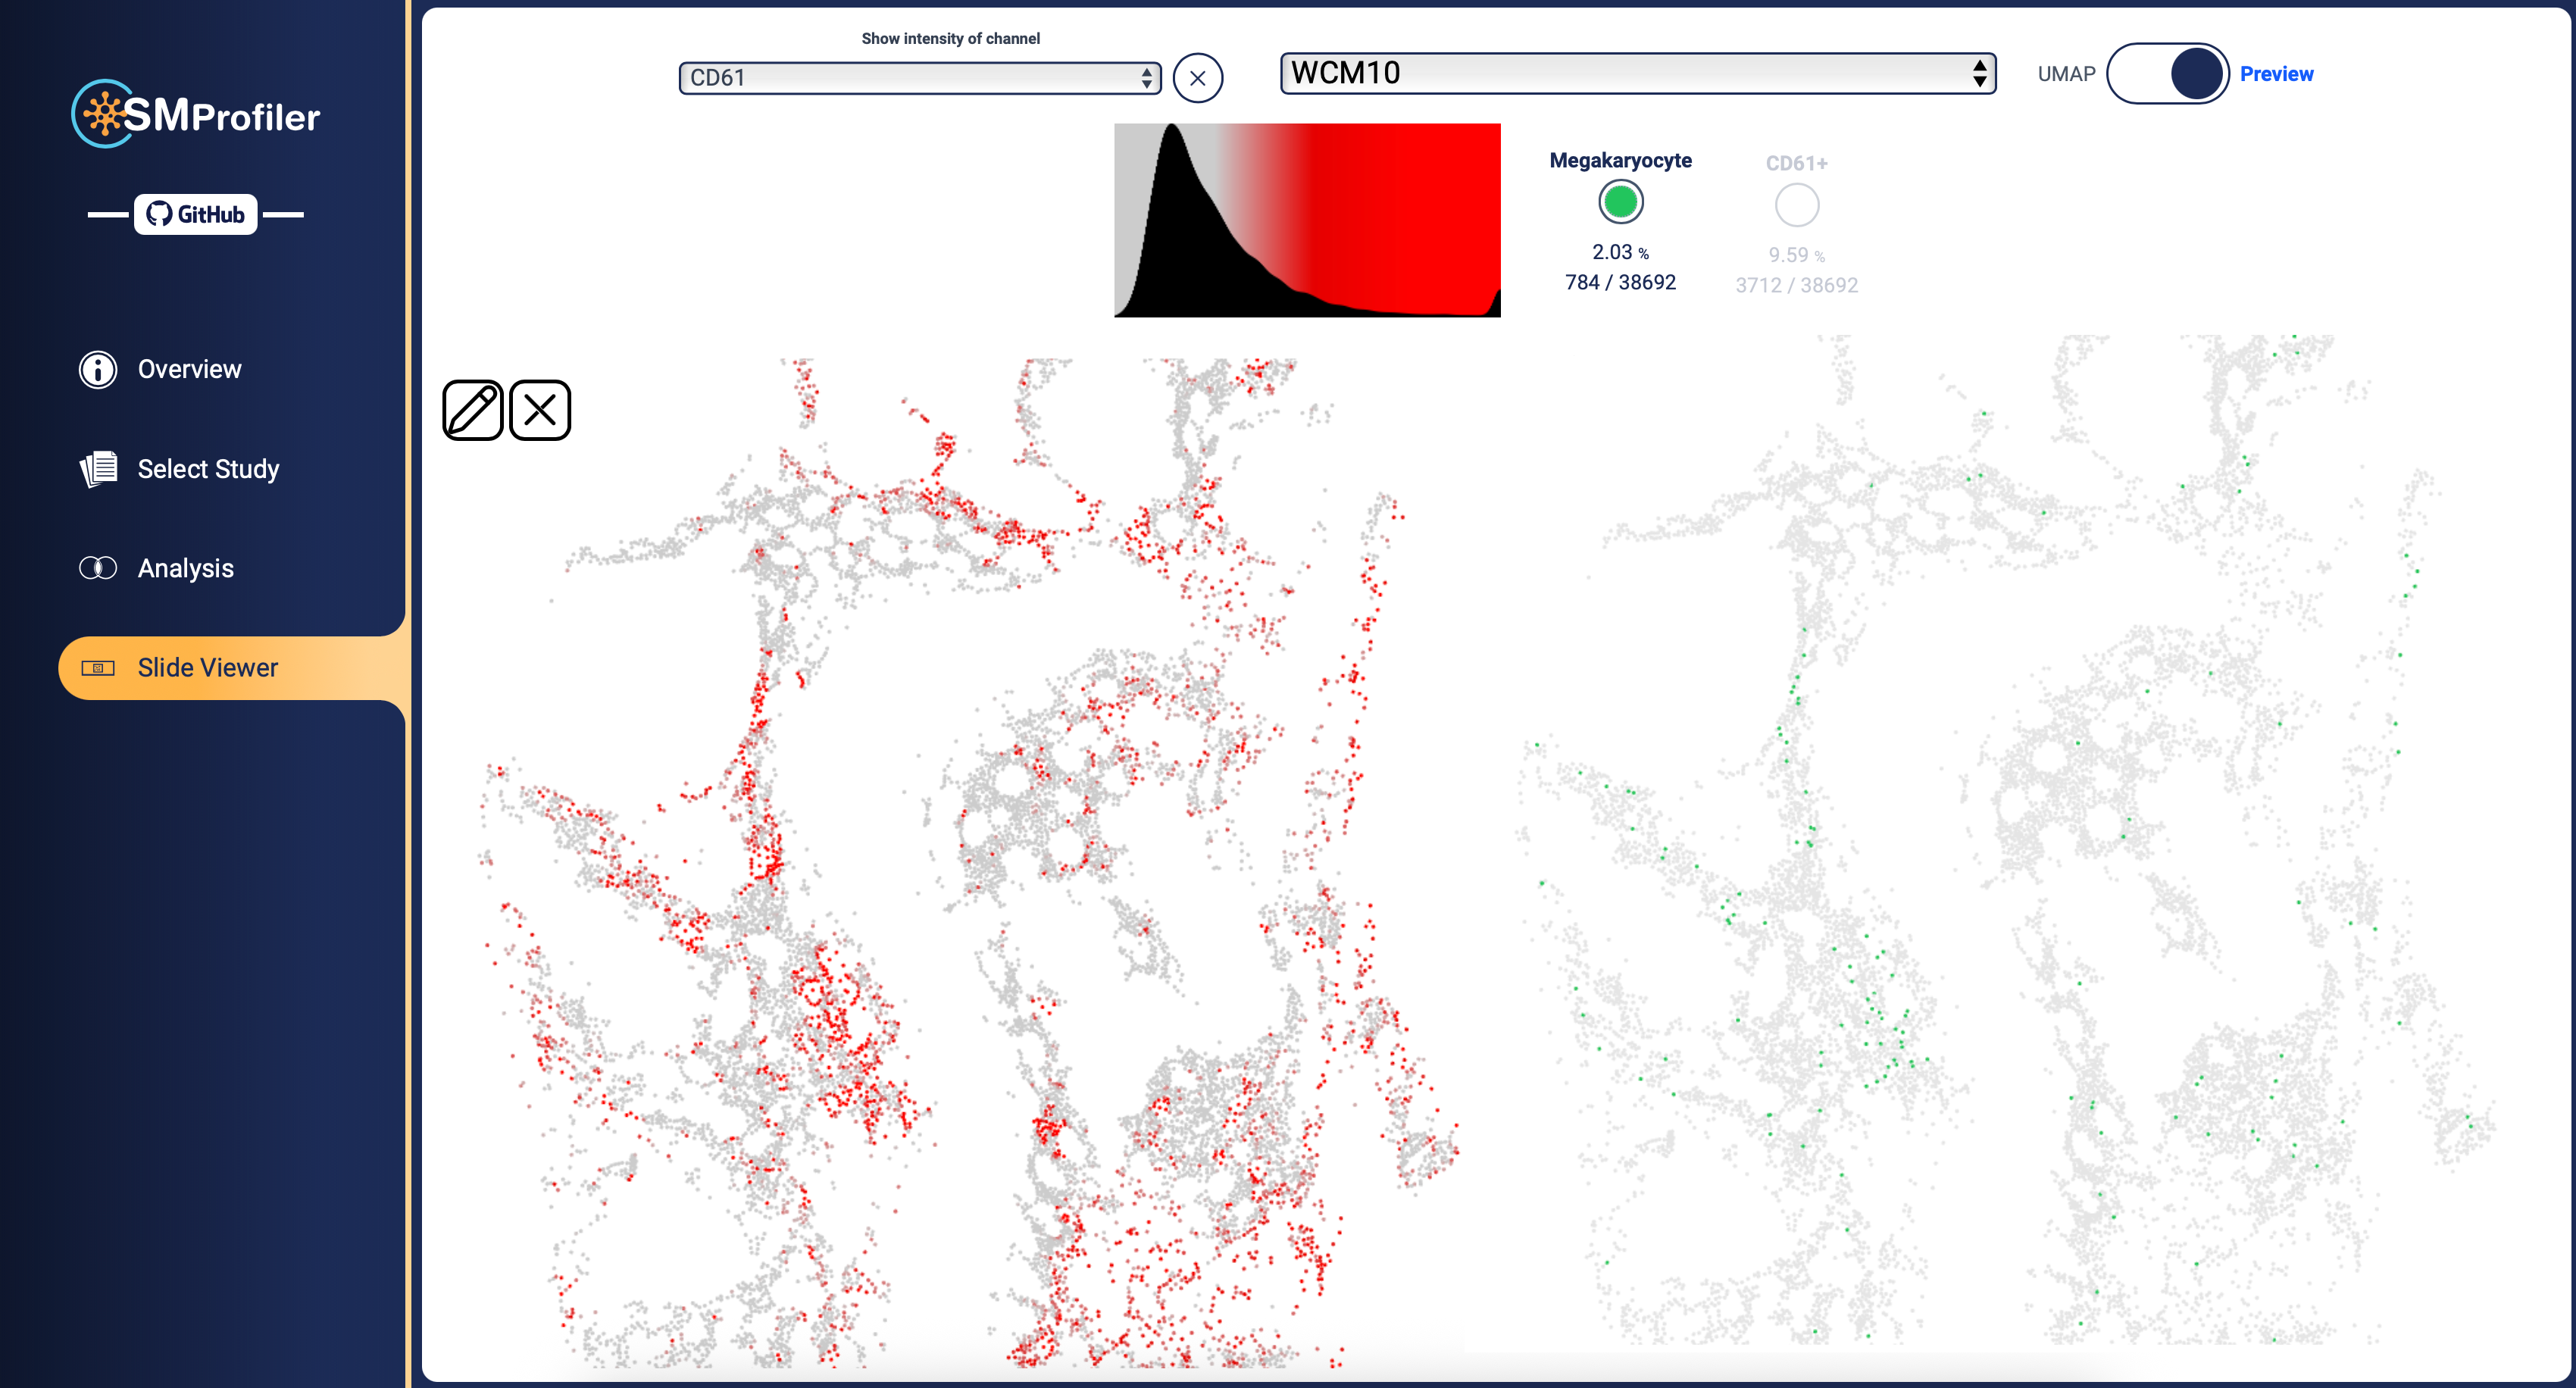 SMProfiler
GitHub
Overview
Select Study
Analysis
Slide Viewer
Show intensity of channel
CD61
WCM10
UMAP
Preview
Megakaryocyte
2.03 %
784 / 38692
CD61+
9.59 %
3712 / 38692